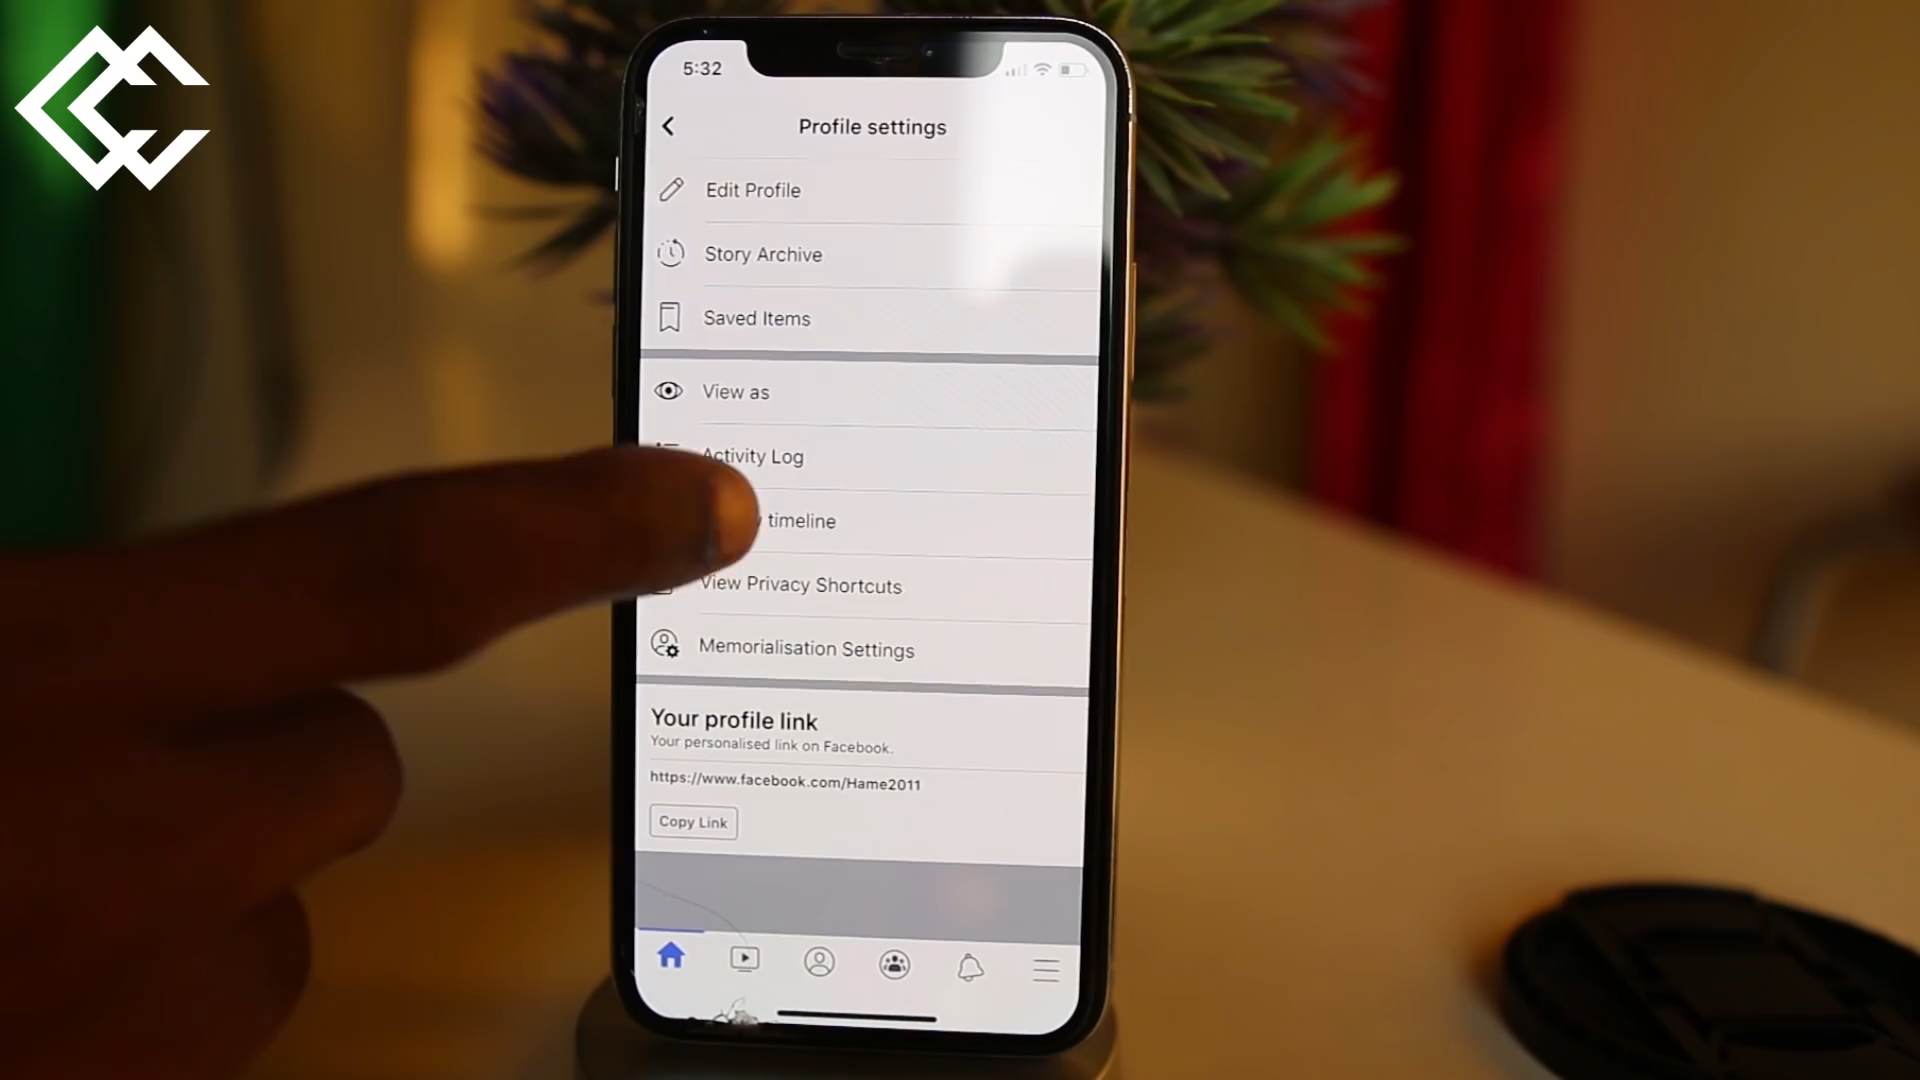 5:32
Profile settings
Edit Profile
Story Archive
Saved Items
View as
Activity Log
timeline
View Privacy Shortcuts
Memorialisation Settings
Your profile link
Your personalised link on Facebook.
https://www.facebook.com/Hame2011
Copy Link